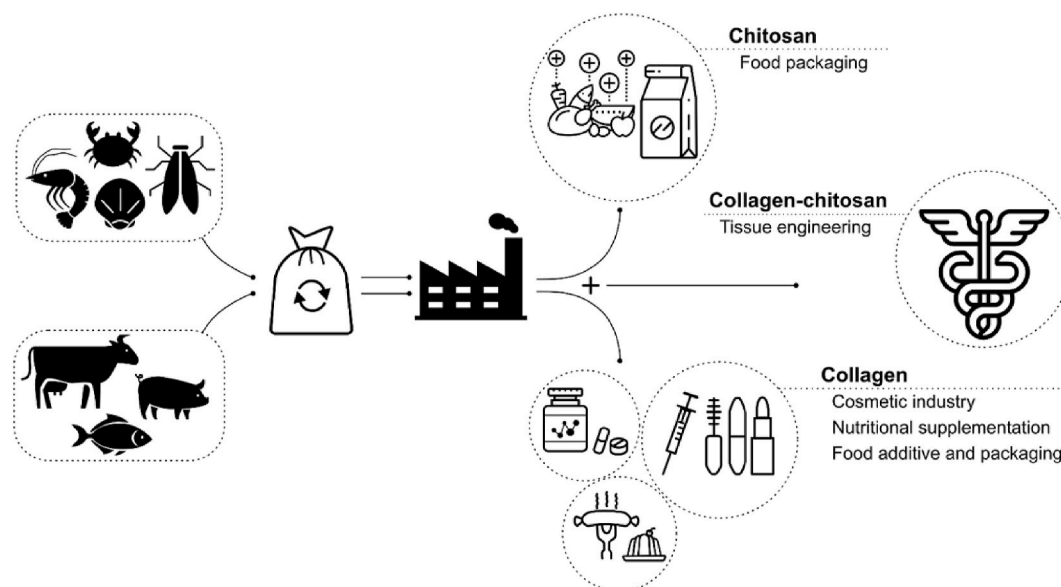 Chitosan
Food packaging
Collagen-chitosan
Tissue engineering
Collagen
Cosmetic industry
Nutritional supplementation
Food additive and packaging